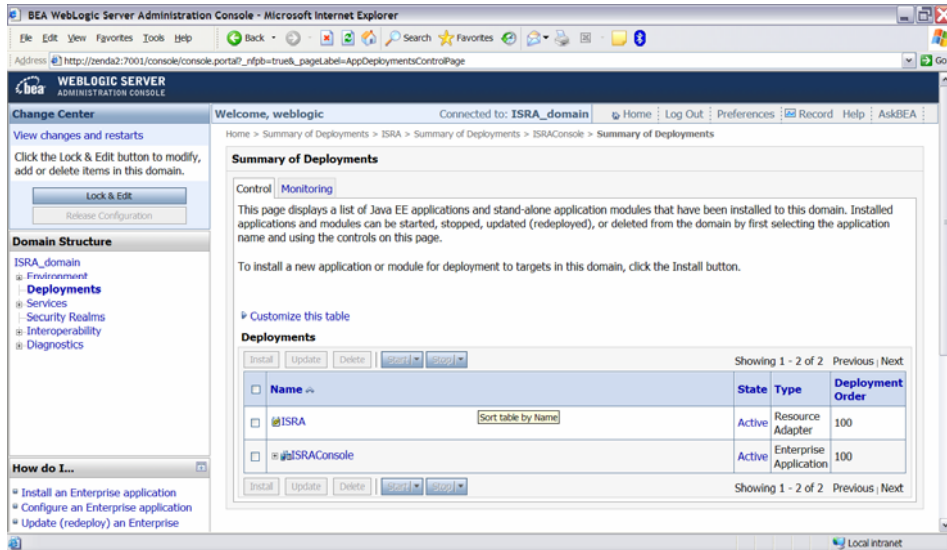 BEA WebLogic Server Administration Console - Microsoft Internet Explorer
File Edit View Favorites Tools Help
Back Search Favorites
Address http://zenda2:7001/console/console.portal?_nfpb=true&_pageLabel=AppDeploymentsControlPage Go
bea WEBLOGIC SERVER
ADMINISTRATION CONSOLE
Change Center
View changes and restarts
Click the Lock & Edit button to modify,
add or delete items in this domain.
Lock & Edit
Release Configuration
Domain Structure
ISRA_domain
Environment
Deployments
Services
Security Realms
Interoperability
Diagnostics
How do I...
Install an Enterprise application
Configure an Enterprise application
Update (redeploy) an Enterprise
Welcome, weblogic Connected to: ISRA_domain Home Log Out Preferences Record Help AskBEA
Home > Summary of Deployments > ISRA > Summary of Deployments > ISRAConsole > Summary of Deployments
Summary of Deployments
Control Monitoring
This page displays a list of Java EE applications and stand-alone application modules that have been installed to this domain. Installed
applications and modules can be started, stopped, updated (redeployed), or deleted from the domain by first selecting the application
name and using the controls on this page.
To install a new application or module for deployment to targets in this domain, click the Install button.
Customize this table
Deployments
Install Update Delete Start Stop Showing 1 - 2 of 2 Previous | Next
Name State Type Deployment
Order
Sort table by Name
ISRA Active Resource
Adapter 100
ISRAConsole Active Enterprise
Application 100
Install Update Delete Start Stop Showing 1 - 2 of 2 Previous | Next
Local intranet